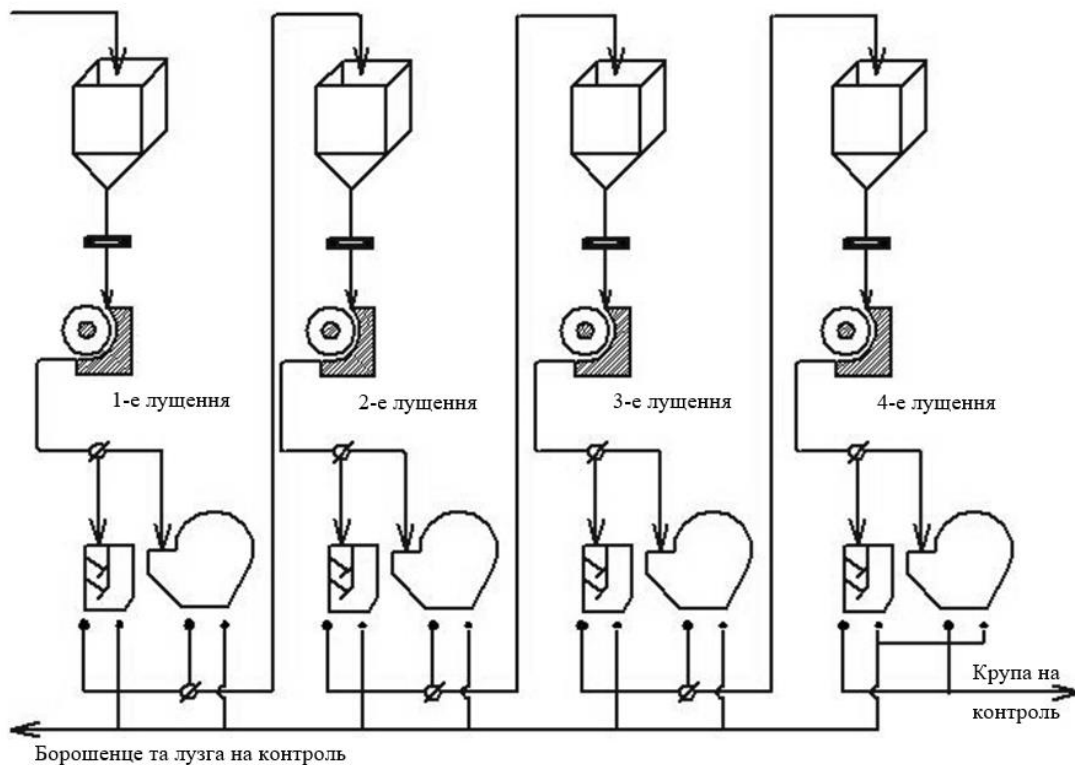 1-е лущення
2-е лущення
3-е лущення
4-е лущення
Крупа на
контроль
Борошенце та лузга на контроль